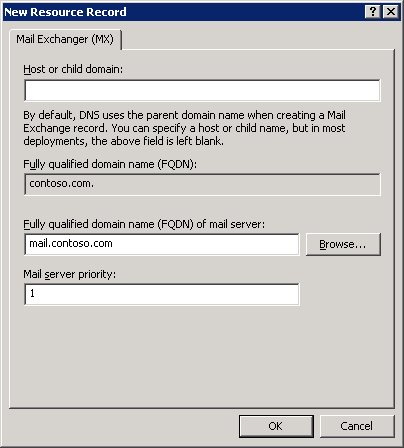 New Resource Record
Mail Exchanger (MX)
Host or child domain:
By default, DNS uses the parent domain name when creating a Mail
Exchange record. You can specify a host or child name, but in most
deployments, the above field is left blank.
Fully qualified domain name (FQDN):
contoso.com.
Fully qualified domain name (FQDN) of mail server:
mail.contoso.com
Browse...
Mail server priority:
1
OK
Cancel